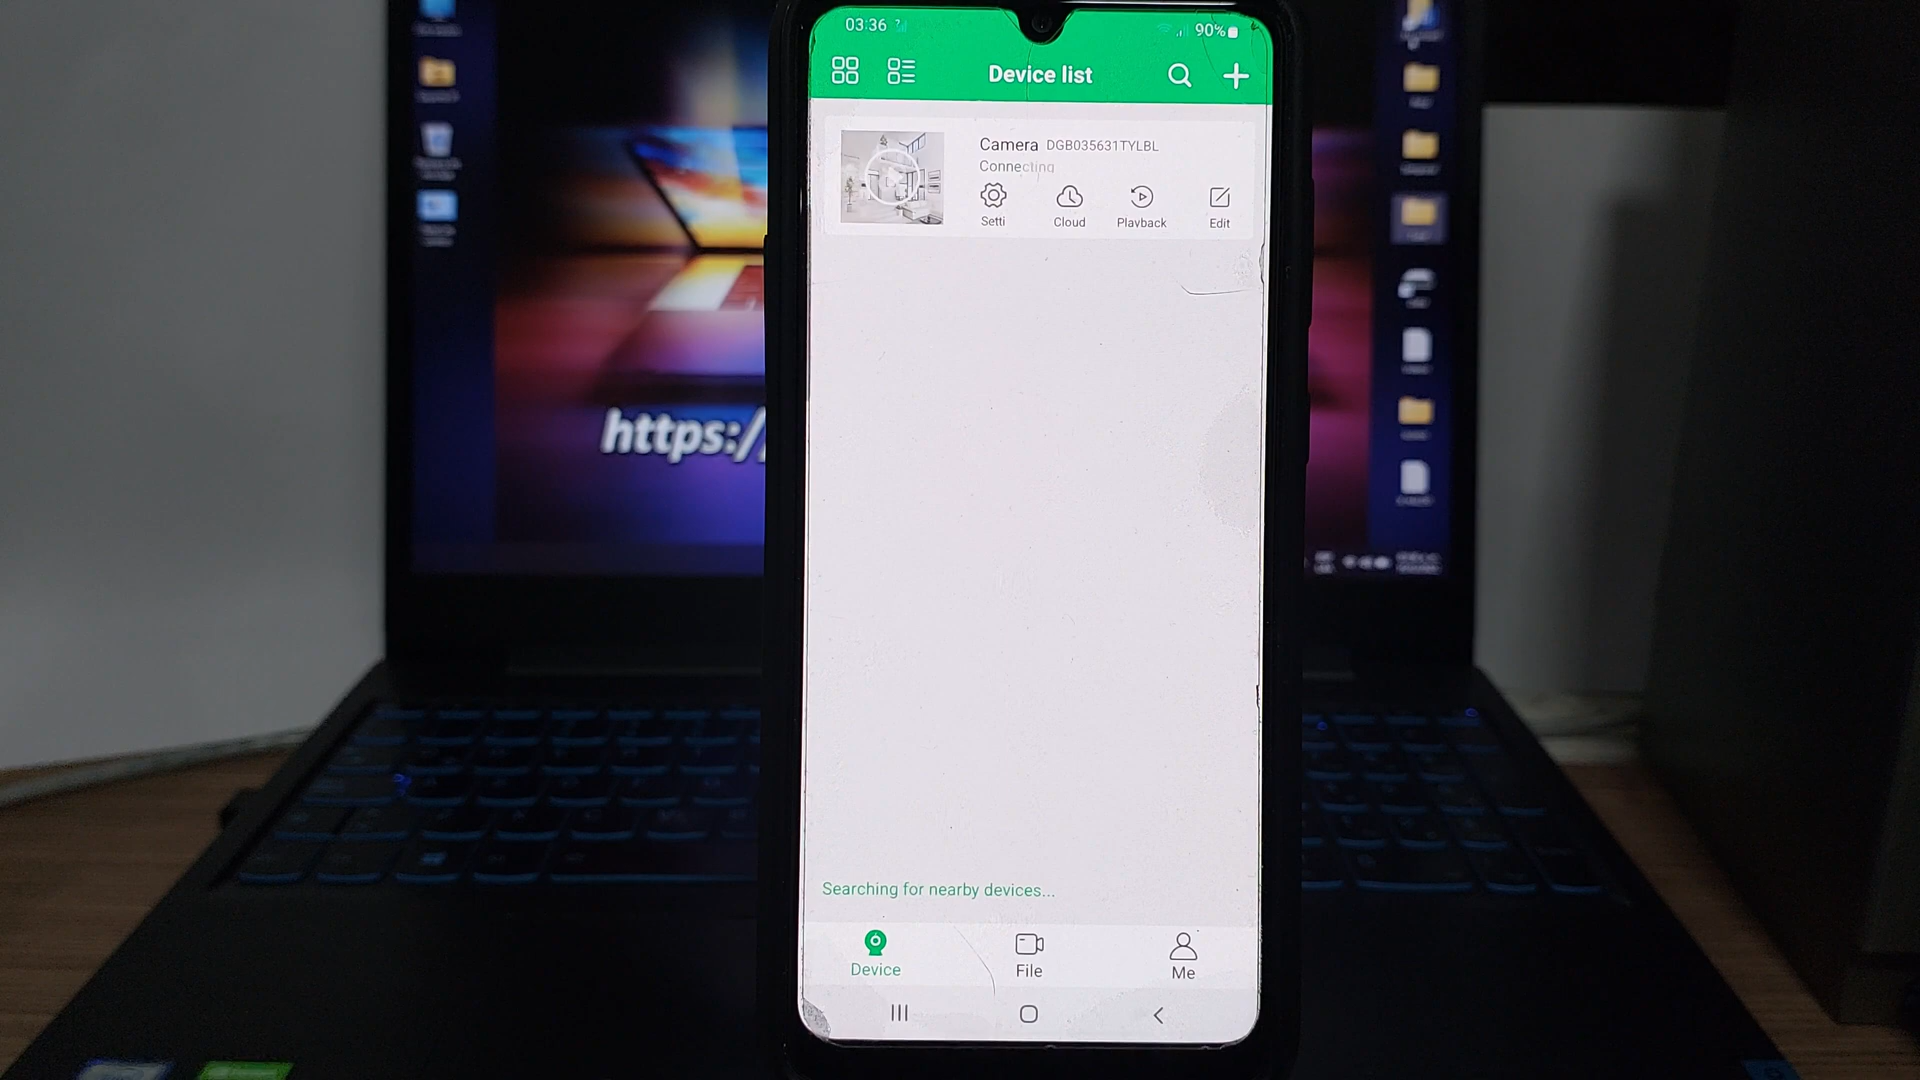 03:36
90%
Device list
Camera DGB035631TYLBL
Connecting
Setti
Cloud
Playback
Edit
https:/
Searching for nearby devices...
Device
File
Me